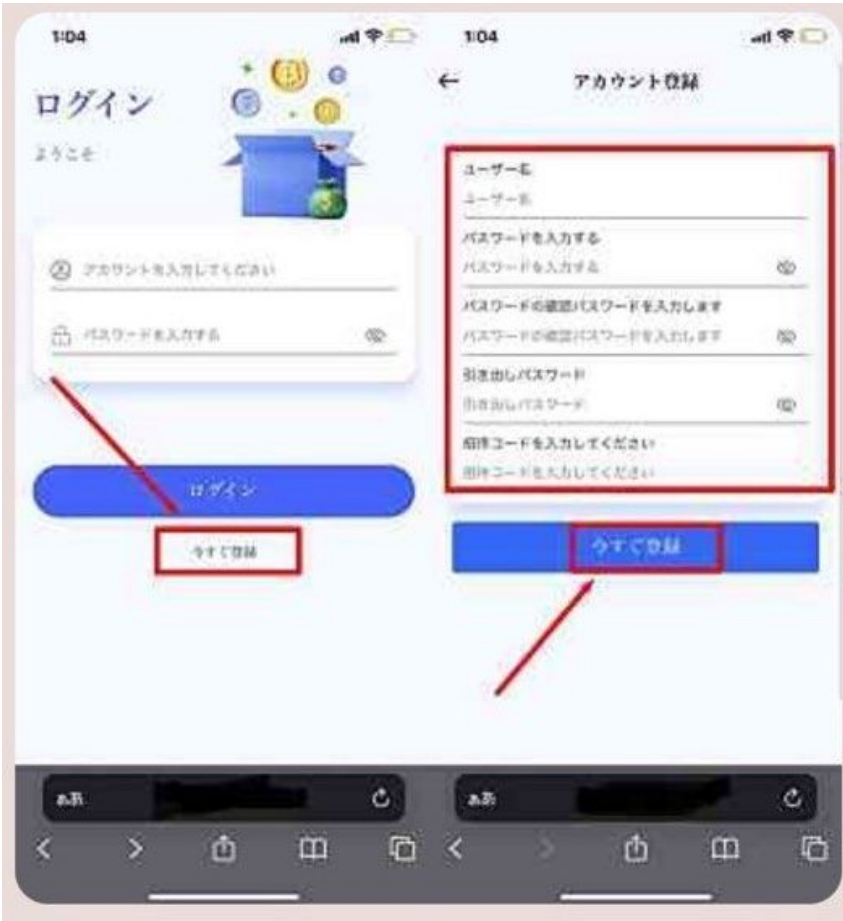 1:04
ログイン
ようこそ
アカウントを入力してください
パスワードを入力する
ログイン
今すぐ登録
ああ
1:04
アカウント登録
ユーザー名
ユーザー名
パスワードを入力する
パスワードを入力する
パスワードの確認パスワードを入力します
パスワードの確認パスワードを入力します
引き出しパスワード
引き出しパスワード
招待コードを入力してください
招待コードを入力してください
今すぐ登録
ああ